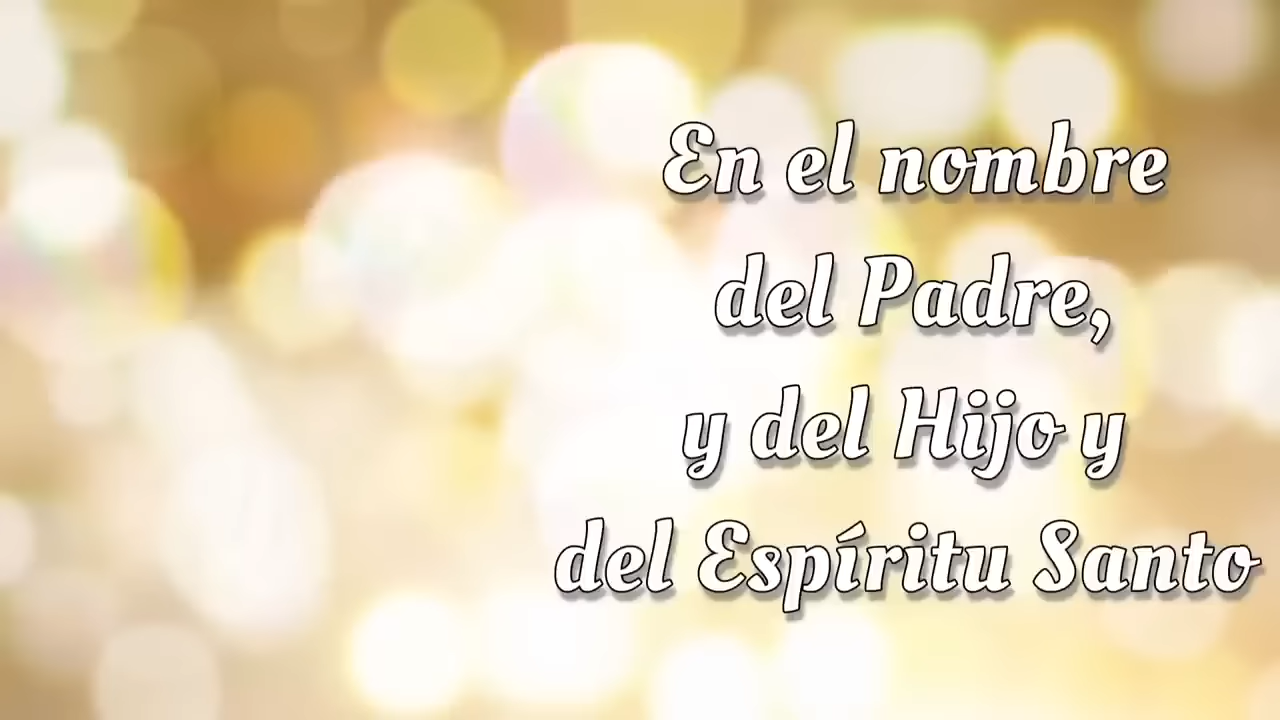 En el nombre
del Padre,
y del Hijo y
del Espíritu Santo